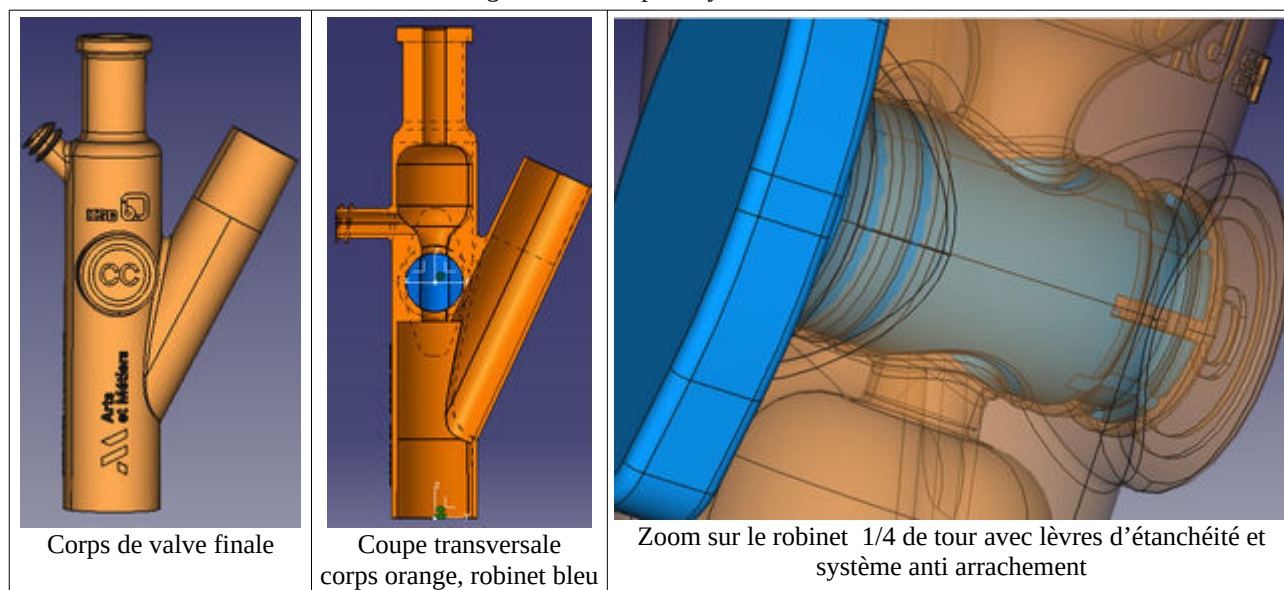 CC
Arts
et Métiers
Corps de valve finale
Coupe transversale
corps orange, robinet bleu
Zoom sur le robinet 1/4 de tour avec lèvres d’étanchéité et
système anti arrachement